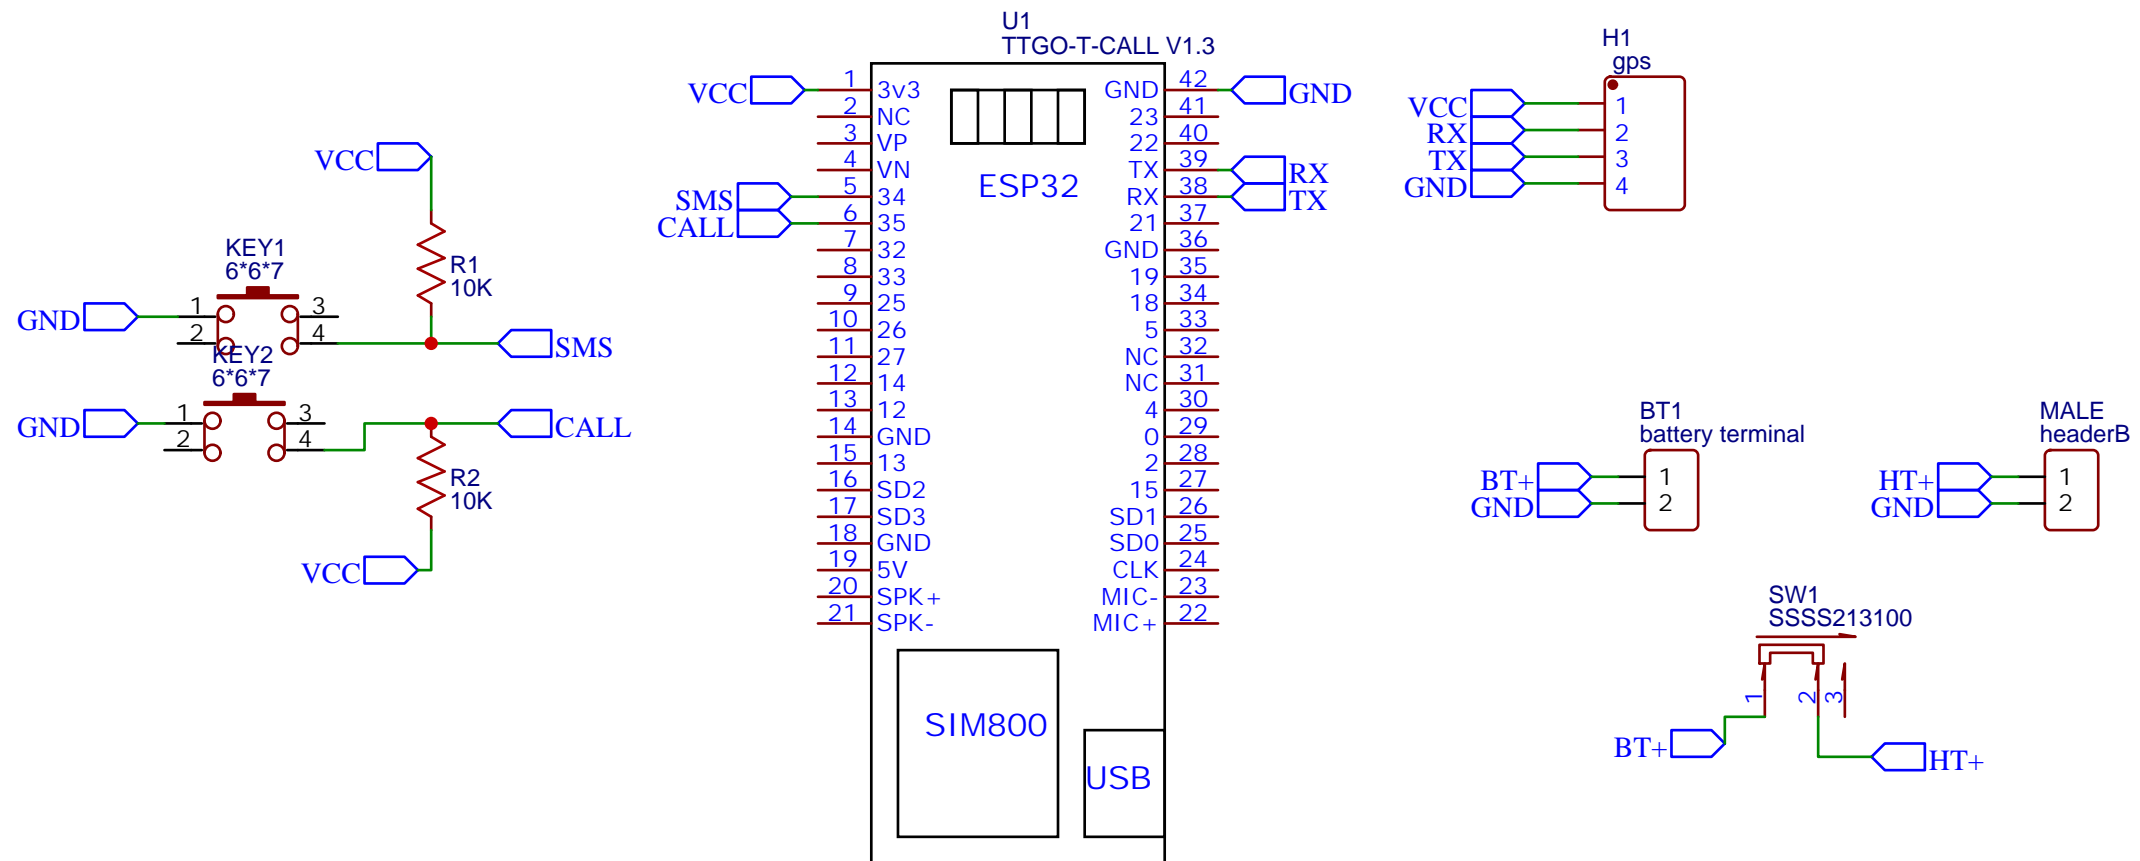 U1
TTGO-T-CALL V1.3
VCC
1 3v3
2 NC
3 VP
4 VN
SMS 5 34
CALL 6 35
7 32
8 33
9 25
10 26
11 27
12 14
13 12
14 GND
15 13
16 SD2
17 SD3
18 GND
19 5V
20 SPK+
21 SPK-
GND 42 GND
23 41
22 40
TX 39 RX
RX 38 TX
21 37
GND 36
19 35
18 34
5 33
NC 32
NC 31
4 30
0 29
2 28
15 27
SD1 26
SD0 25
CLK 24
MIC- 23
MIC+ 22
ESP32
SIM800
USB
VCC
R1
10K
KEY1
6*6*7
GND 1 3
2 4
SMS
KEY2
6*6*7
GND 1 3
2 4
CALL
R2
10K
VCC
H1
gps
VCC 1
RX 2
TX 3
GND 4
BT1
battery terminal
BT+ 1
GND 2
MALE
headerB
HT+ 1
GND 2
SW1
SSSS213100
1 2 3
BT+
HT+